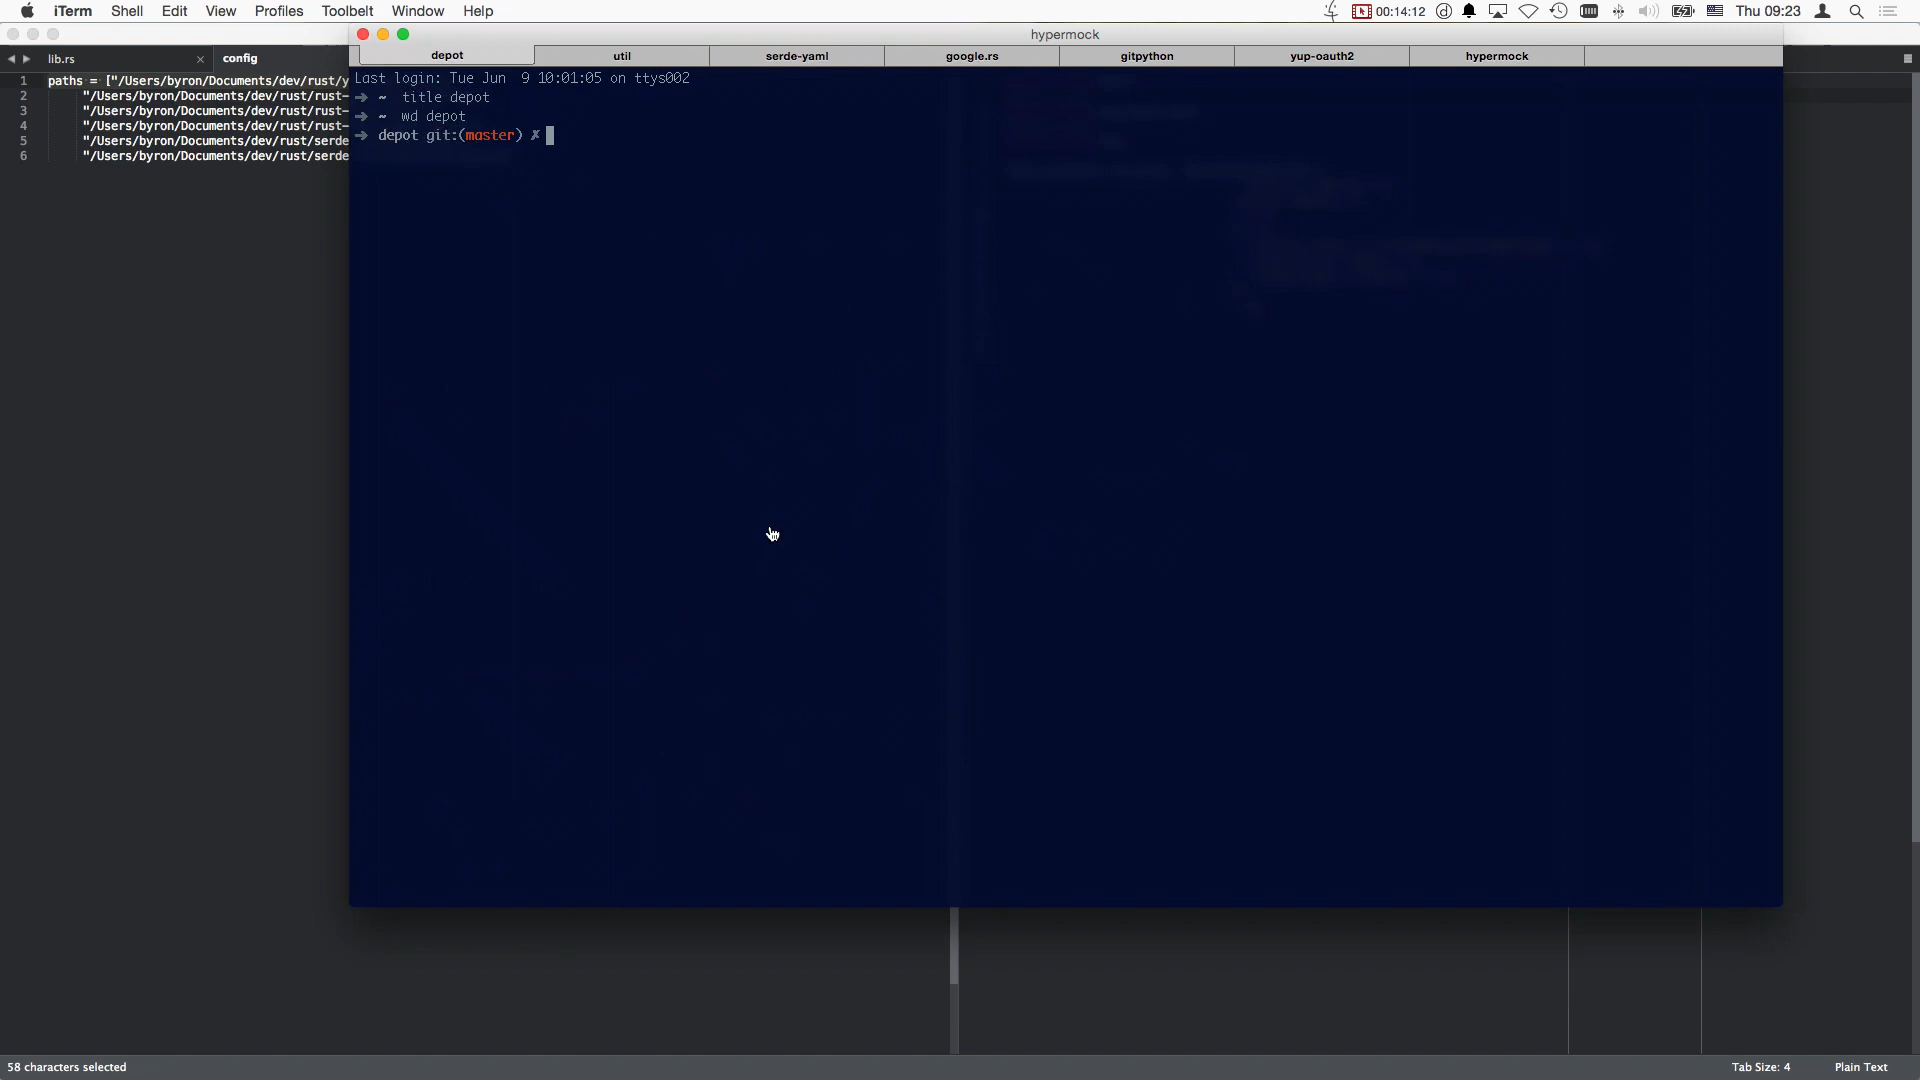 iTerm Shell Edit View Profiles Toolbelt Window Help 00:14:12 Thu 09:23
hypermock
lib.rs × config
depot util serde-yaml google.rs gitpython yup-oauth2 hypermock
1 paths = ["/Users/byron/Documents/dev/rust/y
2 "/Users/byron/Documents/dev/rust/rust-
3 "/Users/byron/Documents/dev/rust/rust-
4 "/Users/byron/Documents/dev/rust/rust-
5 "/Users/byron/Documents/dev/rust/serde
6 "/Users/byron/Documents/dev/rust/serde
Last login: Tue Jun  9 10:01:05 on ttys002
➜ ~ title depot
➜ ~ wd depot
➜ depot git:(master) ✗
58 characters selected Tab Size: 4 Plain Text